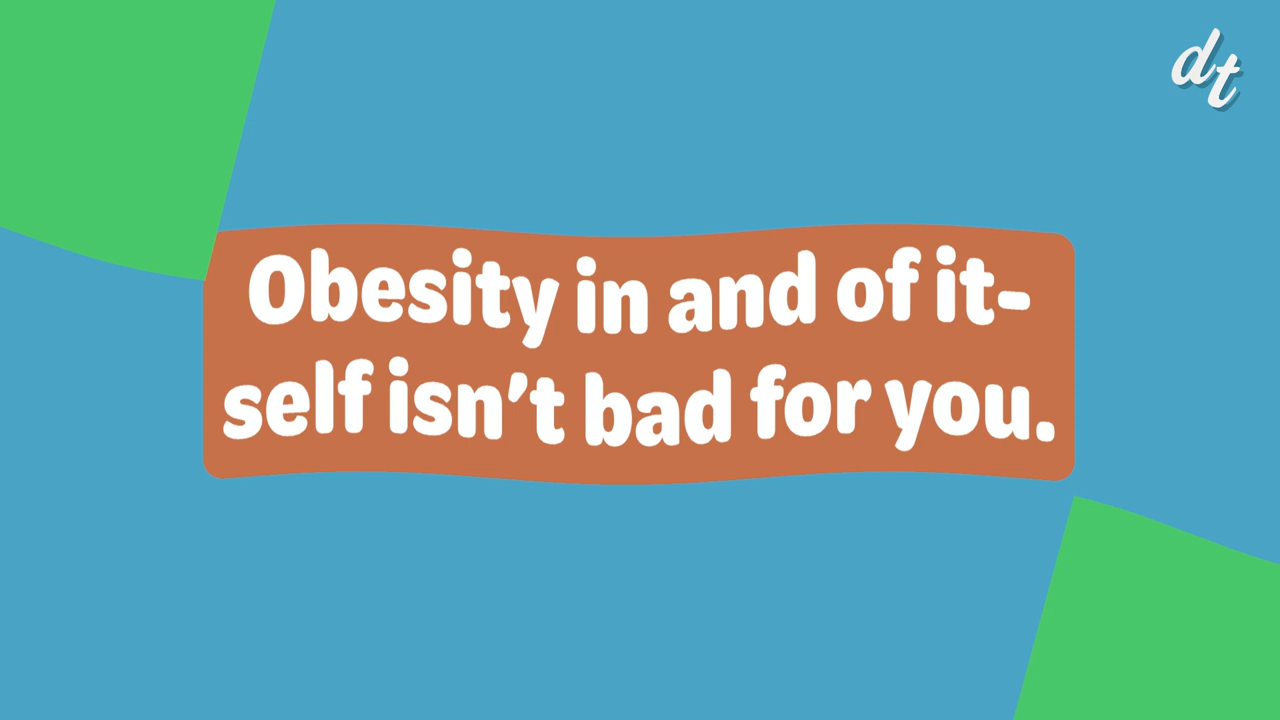 dt
Obesity in and of it-
self isn’t bad for you.